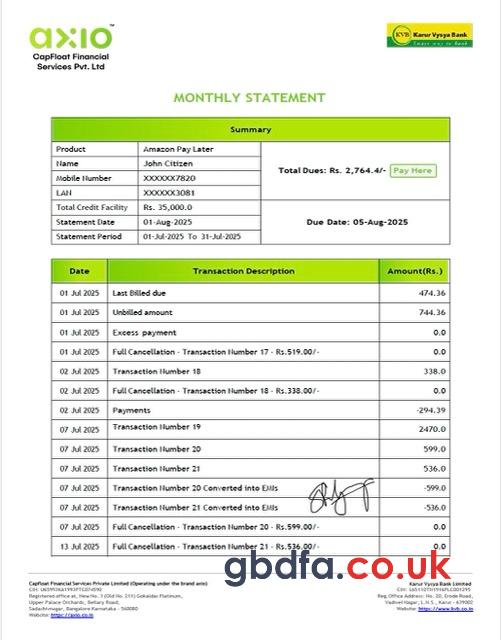 axio™
CapFloat Financial
Services Pvt. Ltd
KVB Karur Vysya Bank
Smart way to Bank
MONTHLY STATEMENT
Summary
Product Amazon Pay Later
Name John Citizen
Mobile Number XXXXXX7820
LAN XXXXXX3081
Total Credit Facility Rs. 35,000.0
Statement Date 01-Aug-2025
Statement Period 01-Jul-2025 To 31-Jul-2025
Total Dues: Rs. 2,764.4/- Pay Here
Due Date: 05-Aug-2025
Date Transaction Description Amount(Rs.)
01 Jul 2025 Last Billed due 474.36
01 Jul 2025 Unbilled amount 744.36
01 Jul 2025 Excess payment 0.0
01 Jul 2025 Full Cancellation - Transaction Number 17 - Rs.519.00/- 0.0
02 Jul 2025 Transaction Number 18 338.0
02 Jul 2025 Full Cancellation - Transaction Number 18 - Rs.338.00/- 0.0
02 Jul 2025 Payments -294.39
07 Jul 2025 Transaction Number 19 2470.0
07 Jul 2025 Transaction Number 20 599.0
07 Jul 2025 Transaction Number 21 536.0
07 Jul 2025 Transaction Number 20 Converted into EMIs -599.0
07 Jul 2025 Transaction Number 21 Converted into EMIs -536.0
07 Jul 2025 Full Cancellation - Transaction Number 20 - Rs.599.00/- 0.0
13 Jul 2025 Full Cancellation - Transaction Number 21 - Rs.536.00/- 0.0
gbdfa.co.uk
CapFloat Financial Services Private Limited (Operating under the brand axio)
Registered office at, New No. 3 (Old No. 211) Gokaldas Platinum,
Upper Palace Orchards, Bellary Road,
Sadashivnagar, Bangalore Karnataka - 560080
Website: https://axio.co.in
Karur Vysya Bank Limited
Reg.Office Address: No. 20, Erode Road,
Vadivel Nagar, L.N.S., Karur - 639002
Website: https://www.kvb.co.in